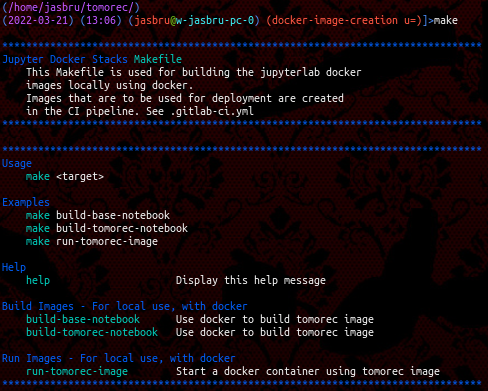 (/home/jasbru/tomorec/)
(2022-03-21) (13:06) (jasbru@w-jasbru-pc-0) (docker-image-creation u=)]>make
********************************************************************************
Jupyter Docker Stacks Makefile
This Makefile is used for building the jupyterlab docker
images locally using docker.
Images that are to be used for deployment are created
in the CI pipeline. See .gitlab-ci.yml
********************************************************************************
********************************************************************************
Usage
make <target>
Examples
make build-base-notebook
make build-tomorec-notebook
make run-tomorec-image
Help
help Display this help message
Build Images - For local use, with docker
build-base-notebook Use docker to build tomorec image
build-tomorec-notebook Use docker to build tomorec image
Run Images - For local use, with docker
run-tomorec-image Start a docker container using tomorec image
********************************************************************************